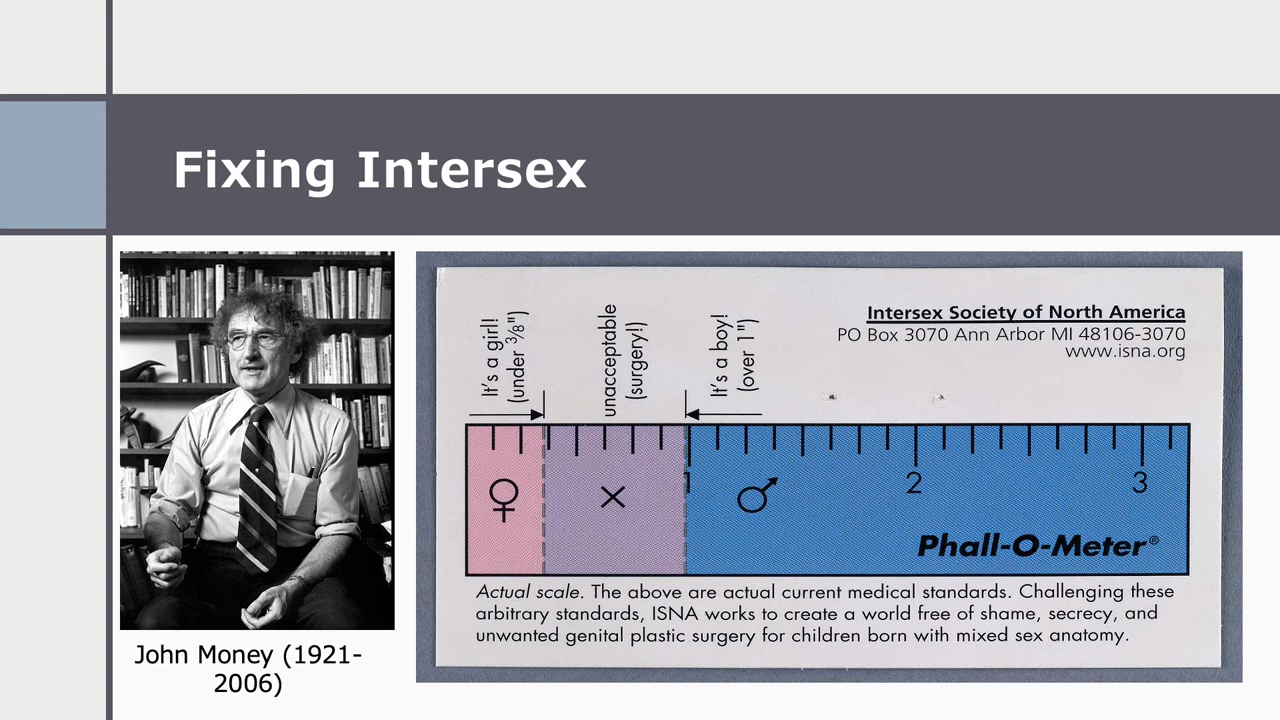 Fixing Intersex
John Money (1921-
2006)
It's a girl!
(under 3/8")
unacceptable
(surgery!)
It's a boy!
(over 1")
Intersex Society of North America
PO Box 3070 Ann Arbor MI 48106-3070
www.isna.org
1 2 3
♀ × ♂
Phall-O-Meter®
Actual scale. The above are actual current medical standards. Challenging these
arbitrary standards, ISNA works to create a world free of shame, secrecy, and
unwanted genital plastic surgery for children born with mixed sex anatomy.